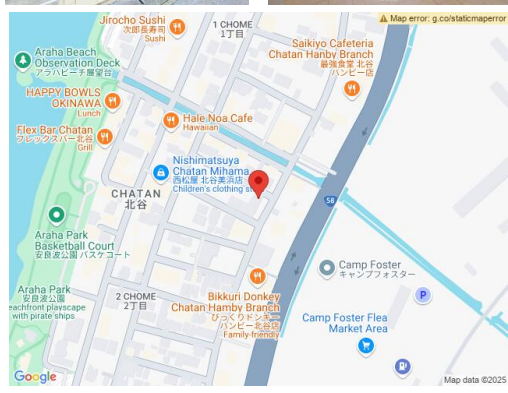 Jirocho Sushi
次郎長寿司
Sushi
1 CHOME
1丁目
Map error: g.co/staticmaperror
Araha Beach
Observation Deck
アラハビーチ展望台
Saikiyo Cafeteria
Chatan Hanby Branch
最強食堂 北谷
ハンビー店
HAPPY BOWLS
OKINAWA
Lunch
Hale Noa Cafe
Hawaiian
Flex Bar Chatan
フレックスバー北谷
Grill
Nishimatsuya
Chatan Mihama
西松屋 北谷美浜店
Children's clothing st
CHATAN
北谷
58
Araha Park
Basketball Court
安良波公園 バスケコート
Camp Foster
キャンプフォスター
P
Araha Park
安良波公園
eachfront playscape
with pirate ships
2 CHOME
2丁目
Bikkuri Donkey
Chatan Hamby Branch
びっくりドンキー
ハンビー北谷店
Family-friendly
Camp Foster Flea
Market Area
Google
Map data ©2025